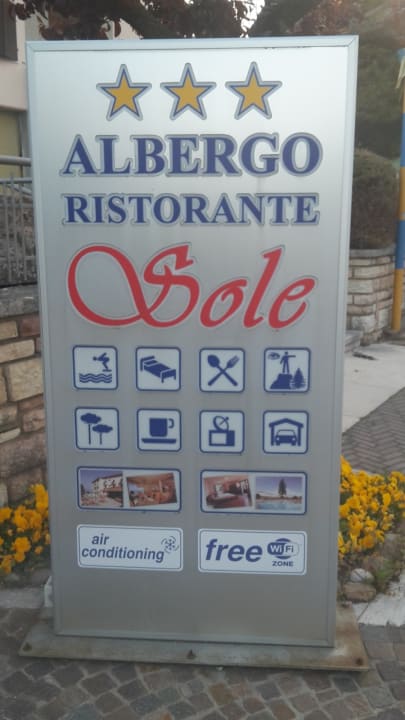 ALBERGO
RISTORANTE
Sole
air
conditioning
free WiFi
ZONE